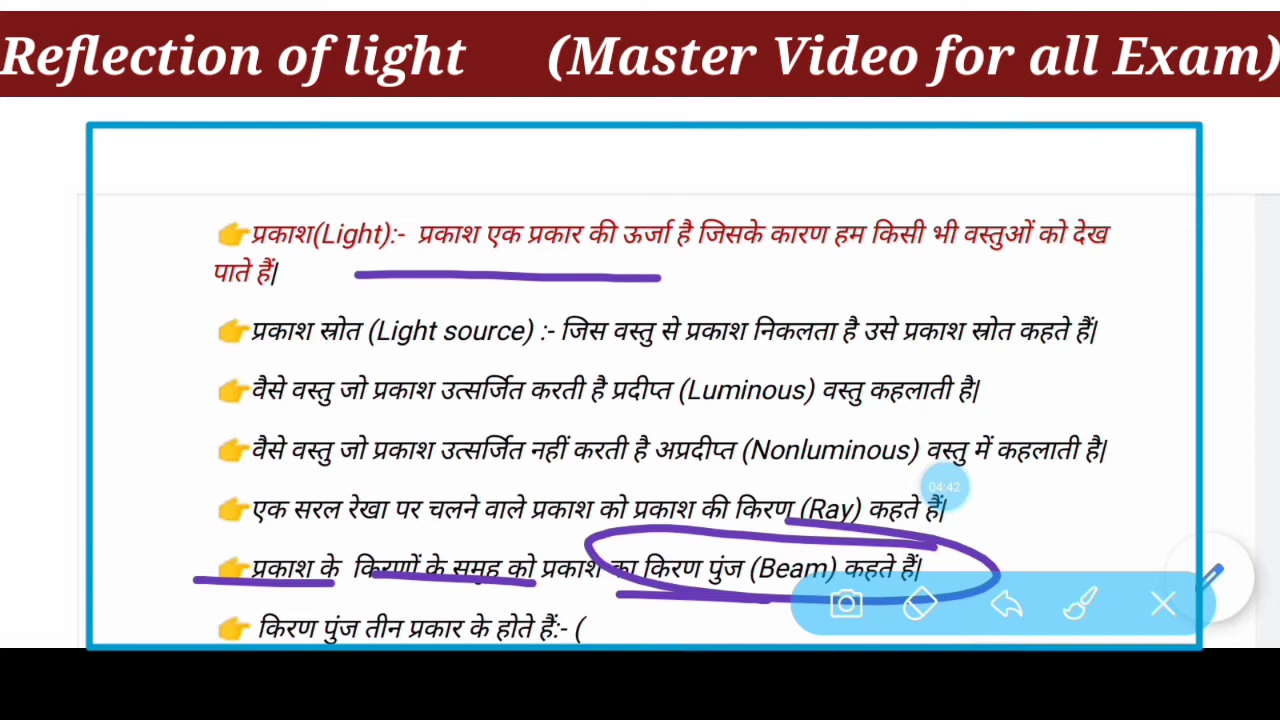 Reflection of light (Master Video for all Exam)
👉प्रकाश(Light):- प्रकाश एक प्रकार की ऊर्जा है जिसके कारण हम किसी भी वस्तुओं को देख
पाते हैं|
👉प्रकाश स्रोत (Light source) :- जिस वस्तु से प्रकाश निकलता है उसे प्रकाश स्रोत कहते हैं|
👉वैसे वस्तु जो प्रकाश उत्सर्जित करती है प्रदीप्त (Luminous) वस्तु कहलाती है|
👉वैसे वस्तु जो प्रकाश उत्सर्जित नहीं करती है अप्रदीप्त (Nonluminous) वस्तु में कहलाती है|
04:42
👉एक सरल रेखा पर चलने वाले प्रकाश को प्रकाश की किरण (Ray) कहते हैं|
👉प्रकाश के किरणों के समूह को प्रकाश का किरण पुंज (Beam) कहते हैं|
👉 किरण पुंज तीन प्रकार के होते हैं:- (